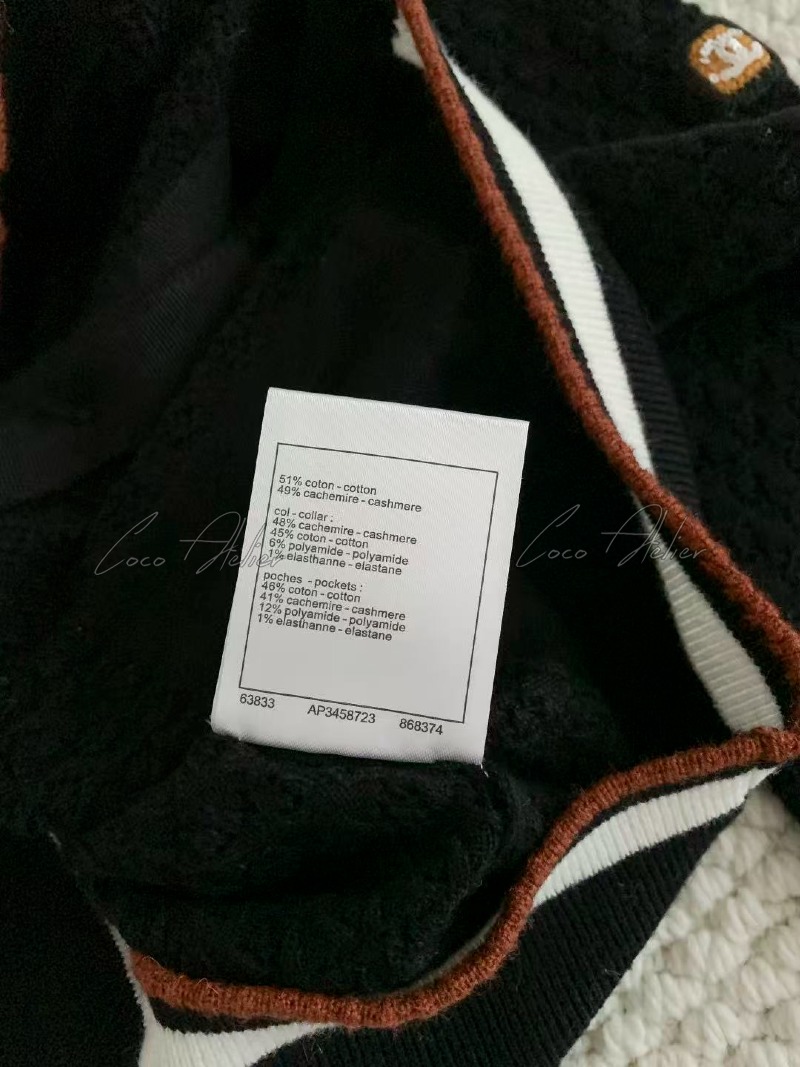 51% coton - cotton
49% cachemire - cashmere
col - collar :
48% cachemire - cashmere
45% coton - cotton
6% polyamide - polyamide
1% elasthanne - elastane
poches - pockets :
46% coton - cotton
41% cachemire - cashmere
12% polyamide - polyamide
1% elasthanne - elastane
63833 AP3458723 868374
Coco Atelier
Coco Atelier